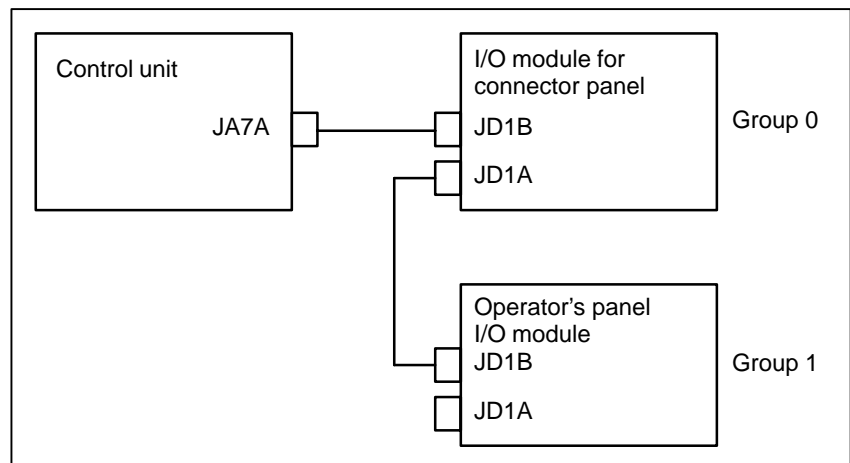 Control unit
JA7A
I/O module for
connector panel
JD1B
JD1A
Group 0
Operator's panel
I/O module
JD1B
JD1A
Group 1